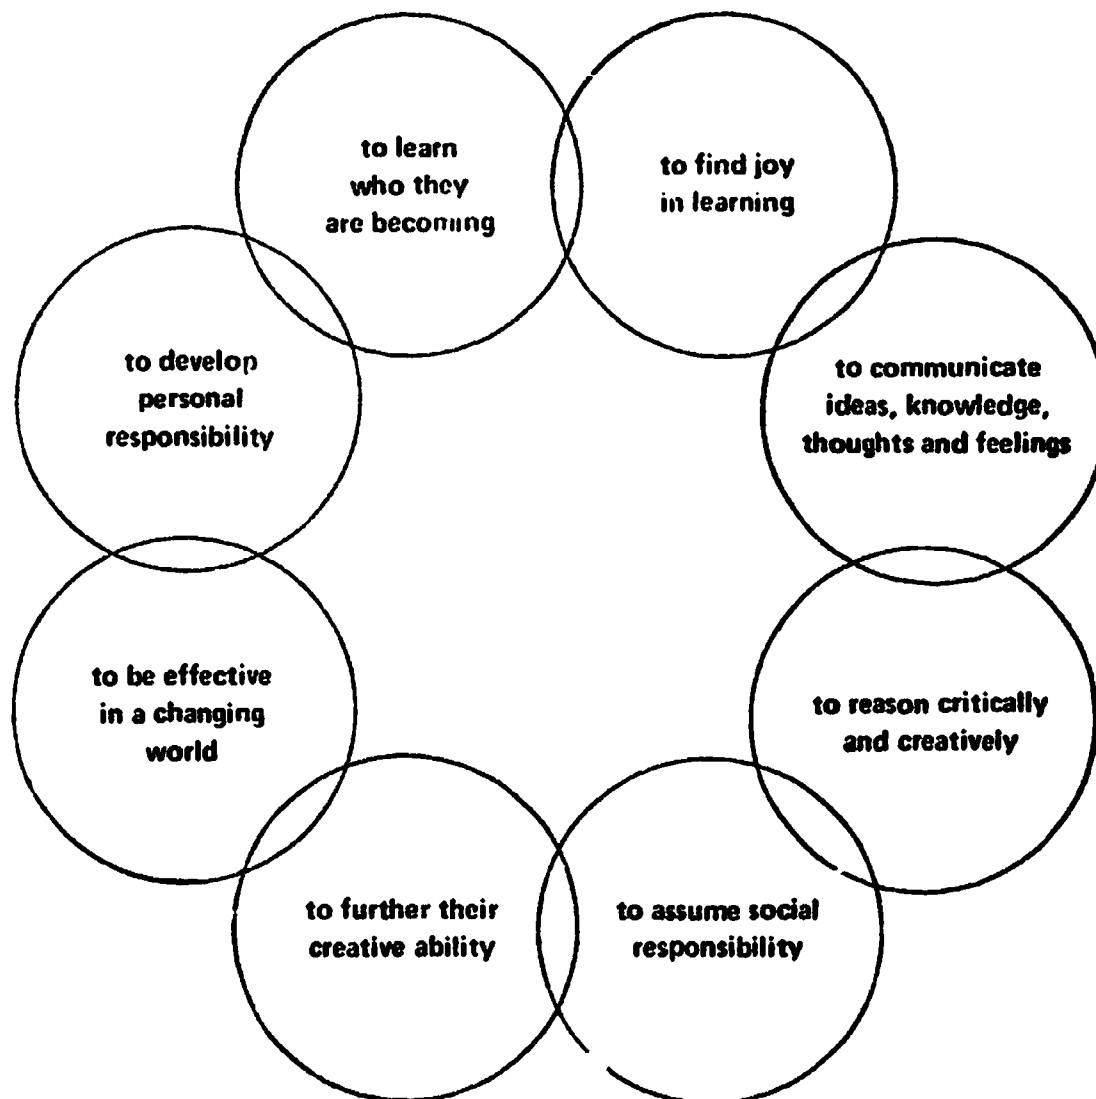 to learn
who they
are becoming
to find joy
in learning
to communicate
ideas, knowledge,
thoughts and feelings
to reason critically
and creatively
to assume social
responsibility
to further their
creative ability
to be effective
in a changing
world
to develop
personal
responsibility